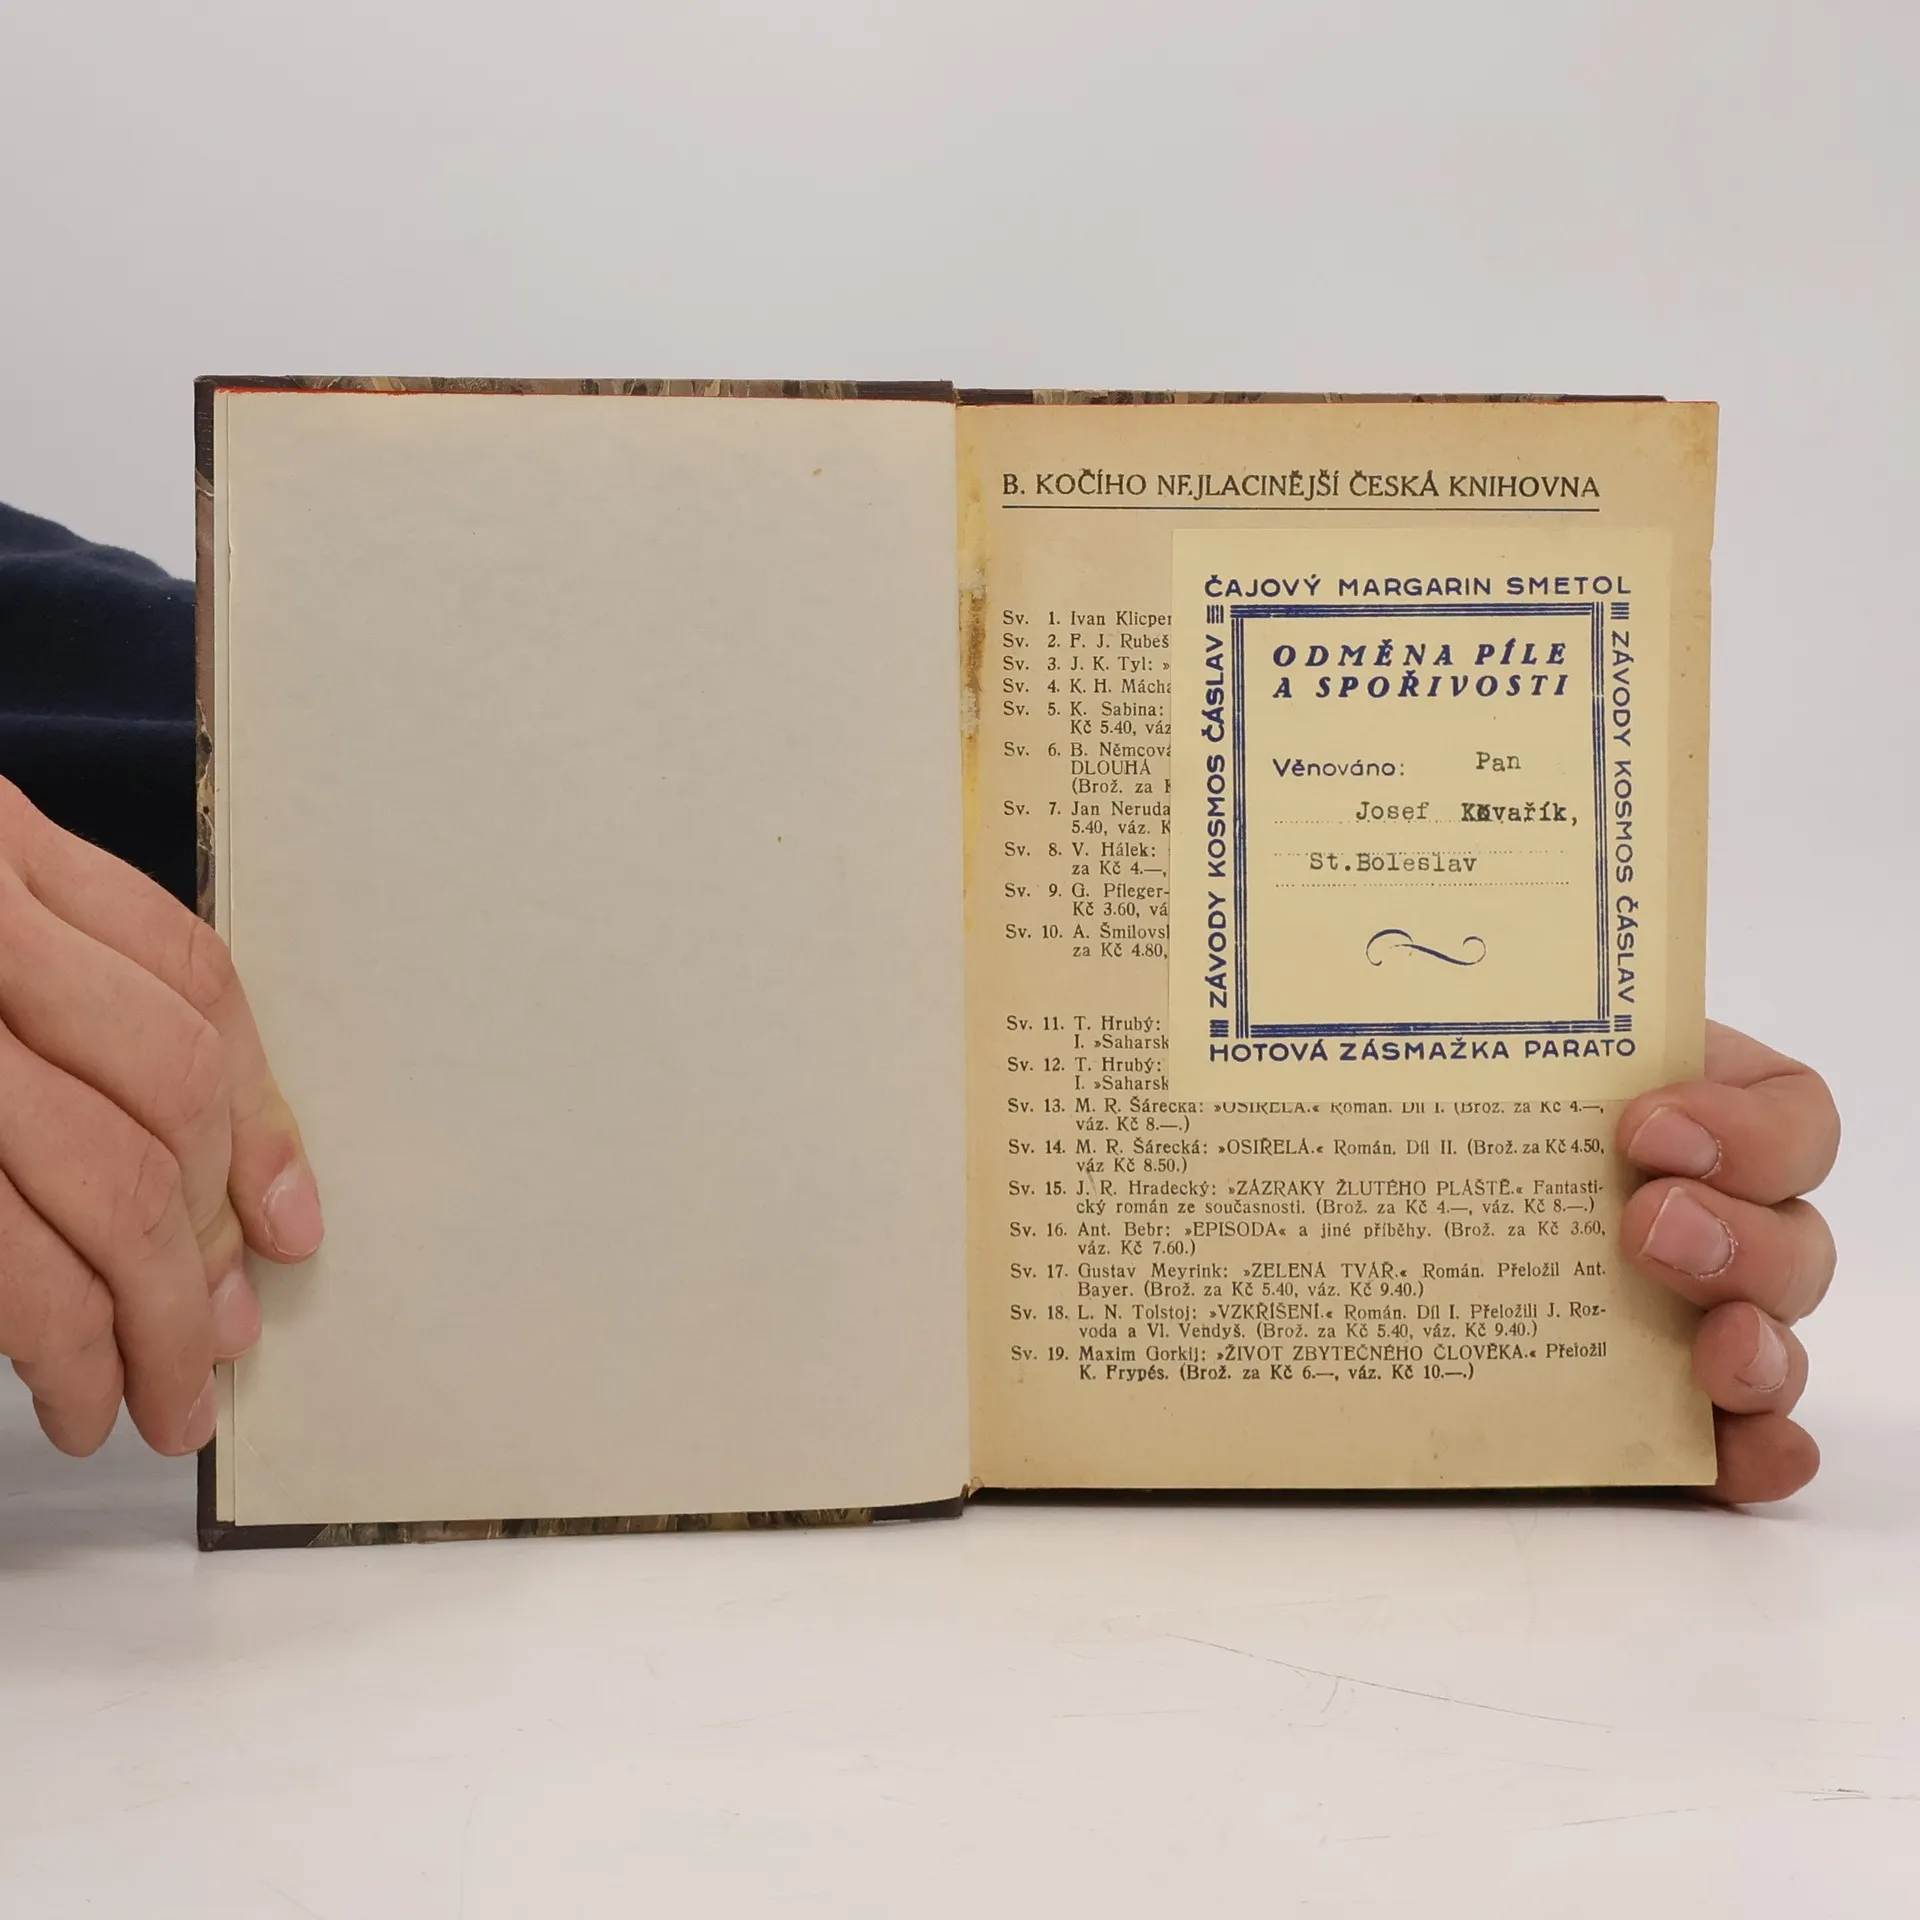 B. KOČÍHO NEJLACINĚJŠÍ ČESKÁ KNIHOVNA
Sv. 1. Ivan Klicper
Sv. 2. F. J. Rubeš
Sv. 3. J. K. Tyl: »
Sv. 4. K. H. Mácha
Sv. 5. K. Sabina:
Kč 5.40, váz
Sv. 6. B. Němcová
DLOUHÁ
(Brož. za K
Sv. 7. Jan Neruda
5.40, váz. K
Sv. 8. V. Hálek:
za Kč 4.—,
Sv. 9. G. Pfleger-
Kč 3.60, vá
Sv. 10. A. Šmilovsk
za Kč 4.80,
Sv. 11. T. Hrubý:
I. »Saharsk
Sv. 12. T. Hrubý:
I. »Saharsk
Sv. 13. M. R. Šárecká: »OSIŘELÁ.« Román. Díl I. (Brož. za Kč 4.—,
váz. Kč 8.—.)
Sv. 14. M. R. Šárecká: »OSIŘELÁ.« Román. Díl II. (Brož. za Kč 4.50,
váz Kč 8.50.)
Sv. 15. J. R. Hradecký: »ZÁZRAKY ŽLUTÉHO PLÁŠTĚ.« Fantasti-
cký román ze současnosti. (Brož. za Kč 4.—, váz. Kč 8.—.)
Sv. 16. Ant. Bebr: »EPISODA« a jiné příběhy. (Brož. za Kč 3.60,
váz. Kč 7.60.)
Sv. 17. Gustav Meyrink: »ZELENÁ TVÁŘ.« Román. Přeložil Ant.
Bayer. (Brož. za Kč 5.40, váz. Kč 9.40.)
Sv. 18. L. N. Tolstoj: »VZKŘÍŠENÍ.« Román. Díl I. Přeložili J. Roz-
voda a Vl. Vendyš. (Brož. za Kč 5.40, váz. Kč 9.40.)
Sv. 19. Maxim Gorkij: »ŽIVOT ZBYTEČNÉHO ČLOVĚKA.« Přeložil
K. Frypés. (Brož. za Kč 6.—, váz. Kč 10.—.)
ČAJOVÝ MARGARIN SMETOL
ZÁVODY KOSMOS ČÁSLAV
ODMĚNA PÍLE
A SPOŘIVOSTI
Věnováno: Pan
Josef Kovařík,
St.Boleslav
ZÁVODY KOSMOS ČÁSLAV
HOTOVÁ ZÁSMAŽKA PARATO